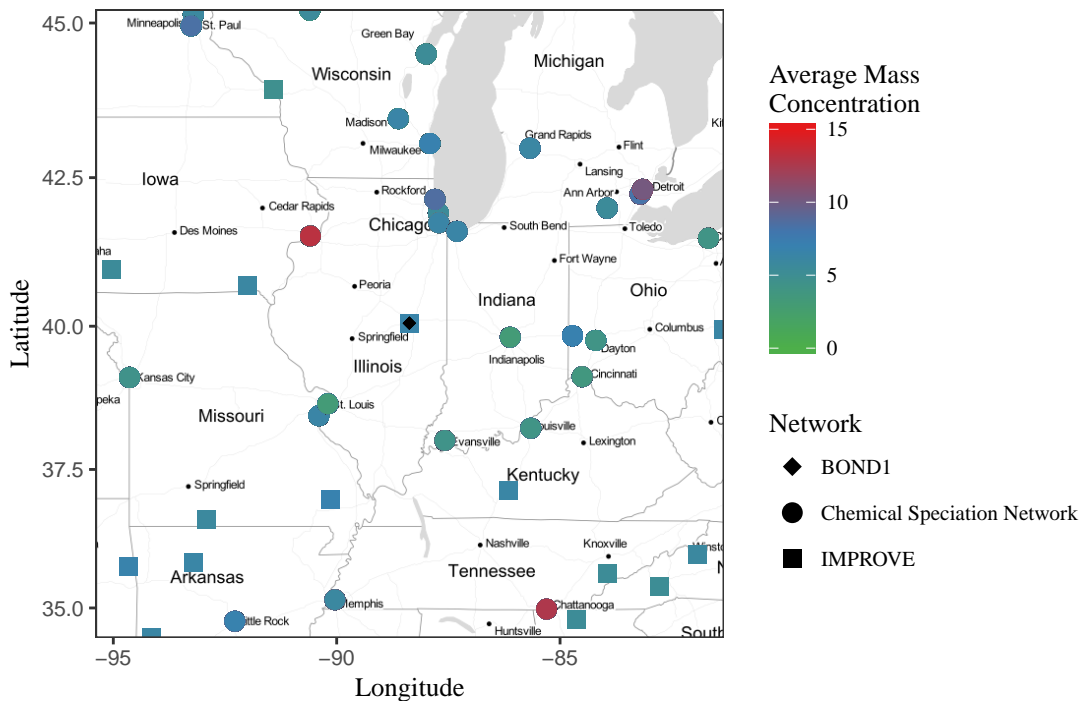 45.0
Minneapolis
St. Paul
Green Bay
Michigan
Wisconsin
Madison
Milwaukee
Grand Rapids
Flint
Lansing
42.5
Iowa
Rockford
Ann Arbor
Detroit
Cedar Rapids
Chicago
South Bend
Toledo
Des Moines
Fort Wayne
Peoria
Indiana
Ohio
40.0
Springfield
Columbus
Dayton
Indianapolis
Illinois
Kansas City
Cincinnati
St. Louis
Missouri
Louisville
Evansville
Lexington
37.5
Kentucky
Springfield
Nashville
Knoxville
Arkansas
Tennessee
35.0
Memphis
Chattanooga
Little Rock
Huntsville
South
−95
−90
−85
Latitude
Longitude
Average Mass
Concentration
15
10
5
0
Network
BOND1
Chemical Speciation Network
IMPROVE